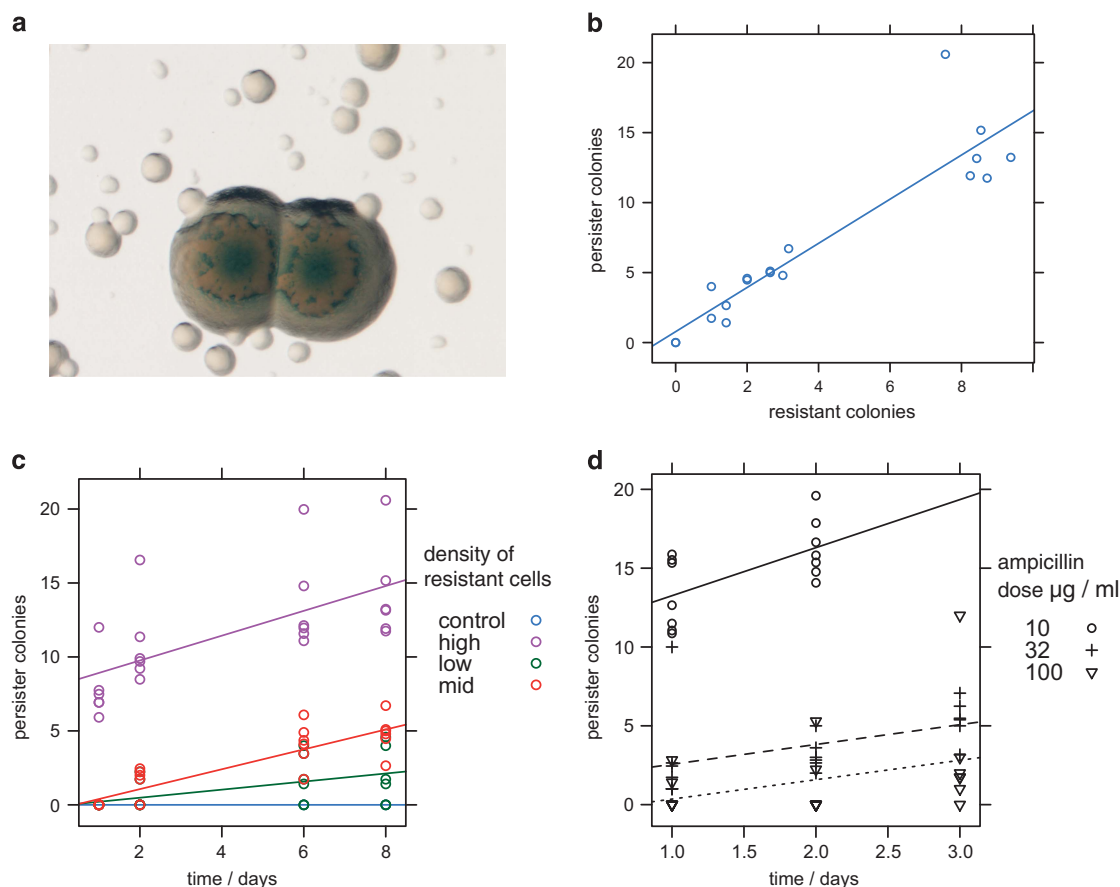 a
b
20
15
10
5
0
persister colonies
0
2
4
6
8
resistant colonies
c
20
15
10
5
0
persister colonies
2
4
6
8
time / days
density of
resistant cells
control
high
low
mid
d
20
15
10
5
0
persister colonies
1.0
1.5
2.0
2.5
3.0
time / days
ampicillin
dose µg / ml
10
32
100